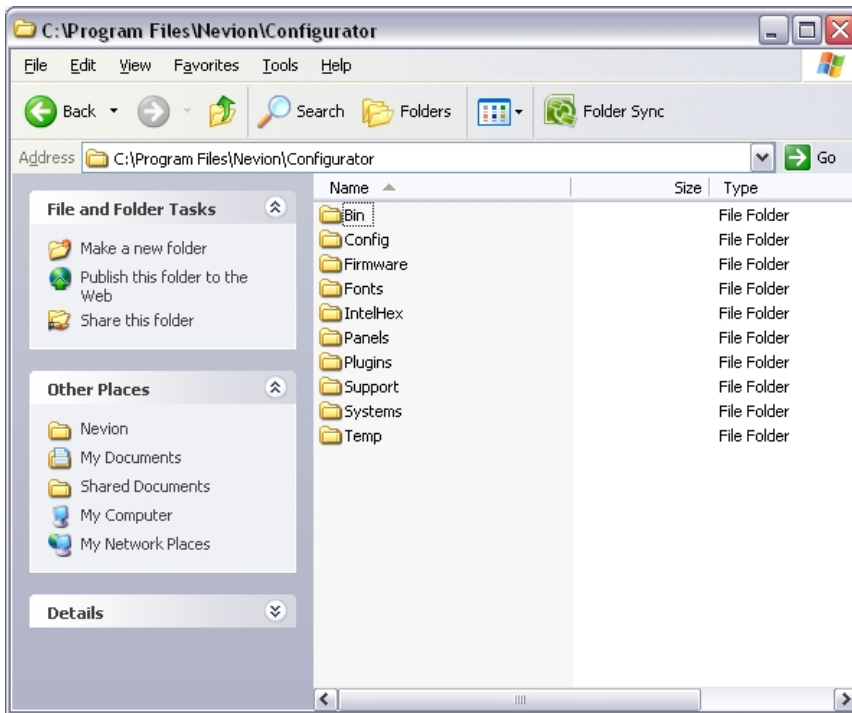 C:\Program Files\Nevion\Configurator
File Edit View Favorites Tools Help
Back Search Folders Folder Sync
Address C:\Program Files\Nevion\Configurator Go
Name Size Type
File and Folder Tasks
Make a new folder
Publish this folder to the
Web
Share this folder
Other Places
Nevion
My Documents
Shared Documents
My Computer
My Network Places
Details
Bin File Folder
Config File Folder
Firmware File Folder
Fonts File Folder
IntelHex File Folder
Panels File Folder
Plugins File Folder
Support File Folder
Systems File Folder
Temp File Folder